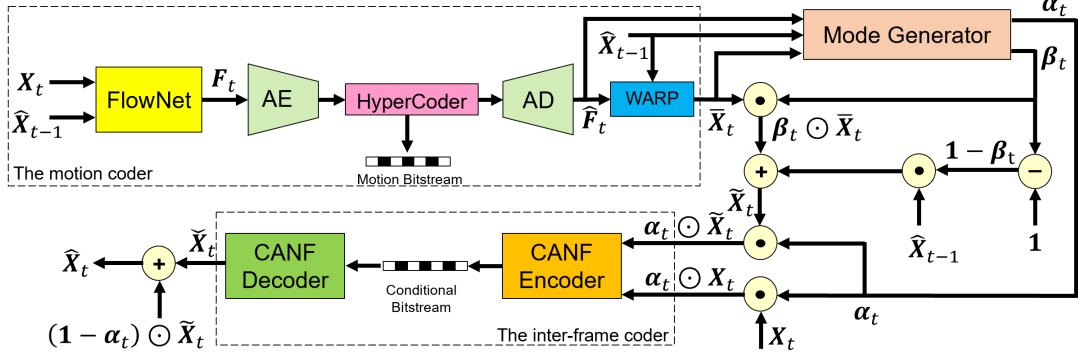 α_t
X̂_{t-1}
Mode Generator
β_t
X_t
F_t
AE
AD
FlowNet
HyperCoder
WARP
X̂_{t-1}
F̂_t
X̄_t
β_t ⊙ X̄_t
The motion coder
Motion Bitstream
1 − β_t
+
−
X̃_t
X̂_{t-1}
1
α_t ⊙ X̃_t
X̂_t
X̆_t
CANF
Decoder
CANF
Encoder
+
Conditional
Bitstream
α_t ⊙ X_t
α_t
(1 − α_t) ⊙ X̃_t
The inter-frame coder
X_t